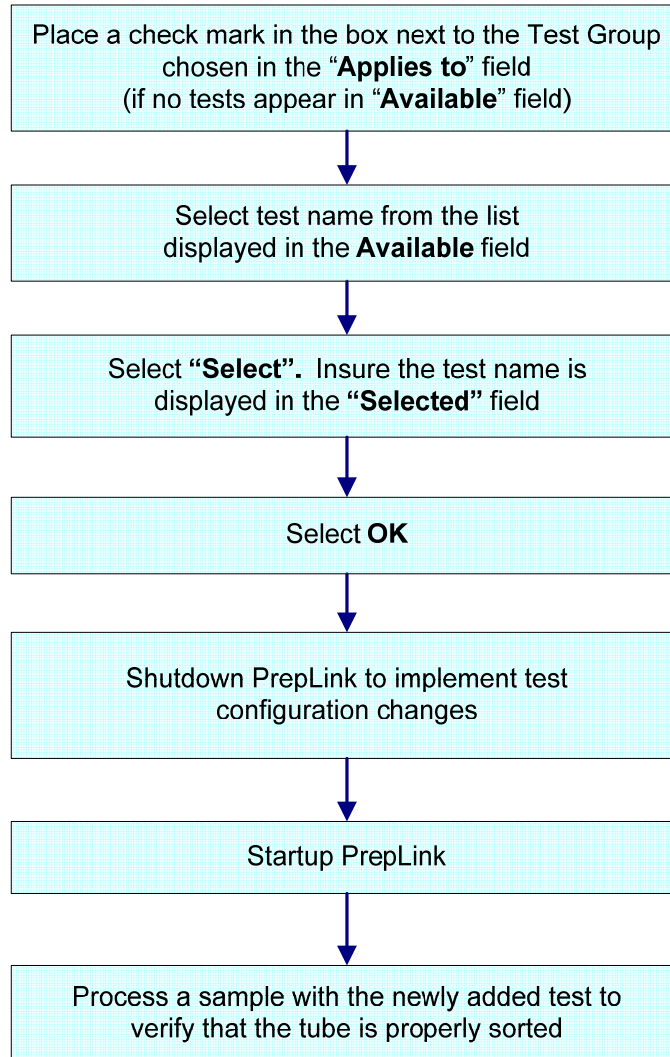 Place a check mark in the box next to the Test Group
chosen in the “Applies to” field
(if no tests appear in “Available” field)
Select test name from the list
displayed in the Available field
Select “Select”. Insure the test name is
displayed in the “Selected” field
Select OK
Shutdown PrepLink to implement test
configuration changes
Startup PrepLink
Process a sample with the newly added test to
verify that the tube is properly sorted